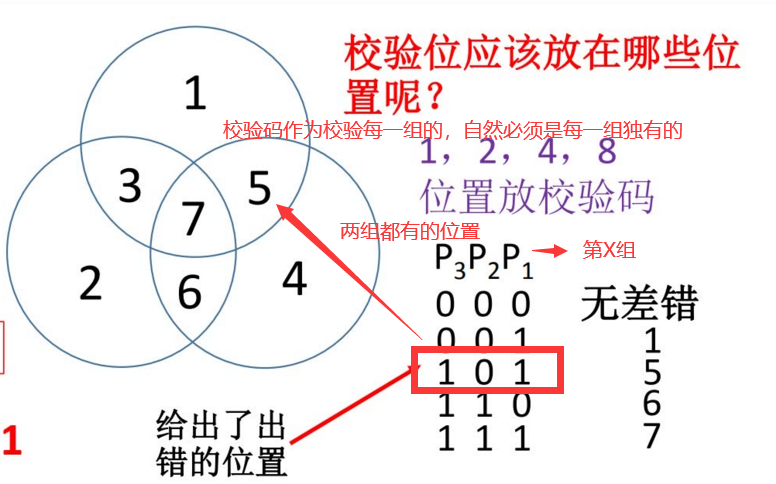 校验位应该放在哪些位
置呢？
校验码作为校验每一组的，自然必须是每一组独有的
1
3
5
7
2
6
4
1，2，4，8
位置放校验码
两组都有的位置
P3P2P1
第X组
0 0 0 无差错
0 0 1 1
1 0 1 5
1 1 0 6
1 1 1 7
给出了出
错的位置
1